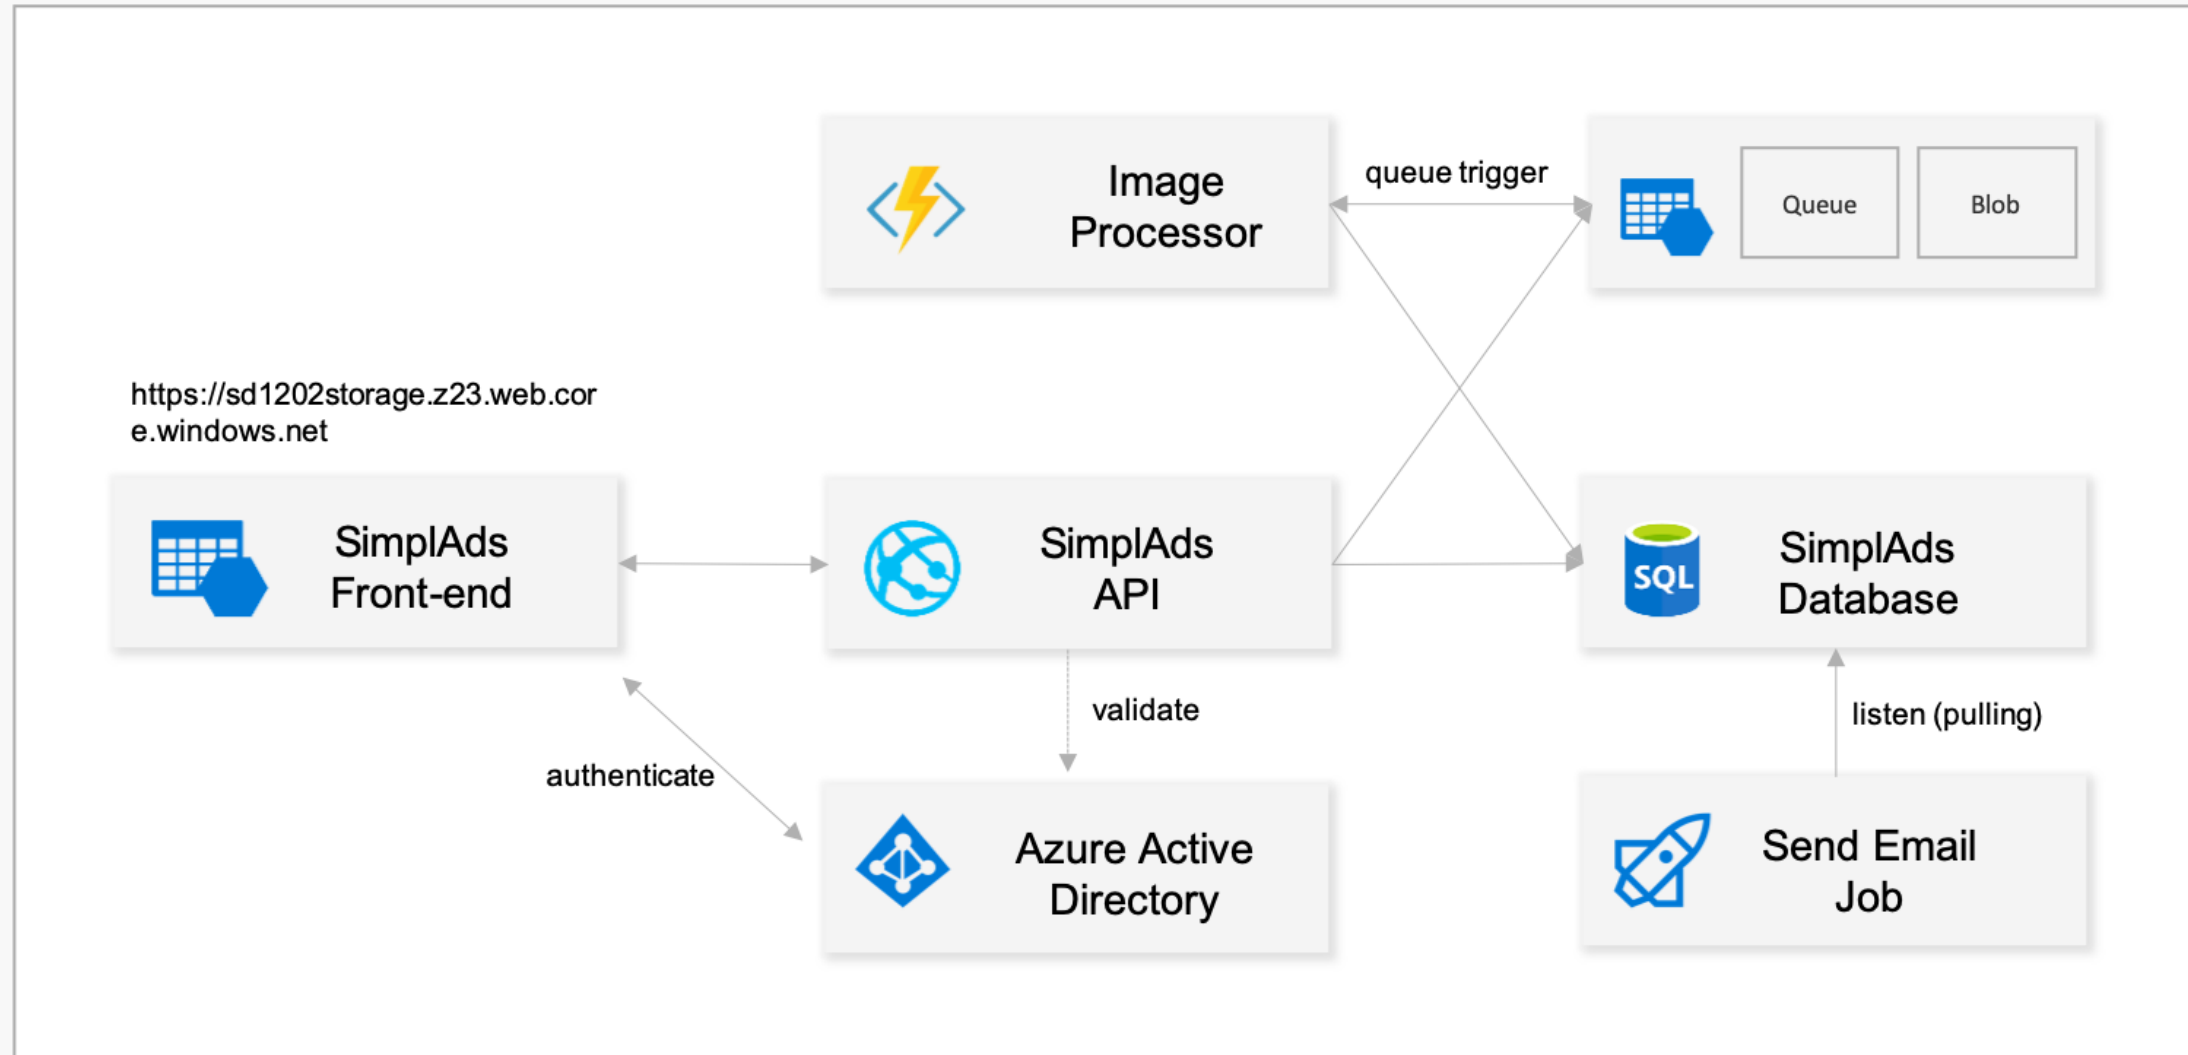 Image
Processor
queue trigger
Queue
Blob
https://sd1202storage.z23.web.cor
e.windows.net
SimplAds
Front-end
SimplAds
API
SQL
SimplAds
Database
validate
listen (pulling)
authenticate
Azure Active
Directory
Send Email
Job